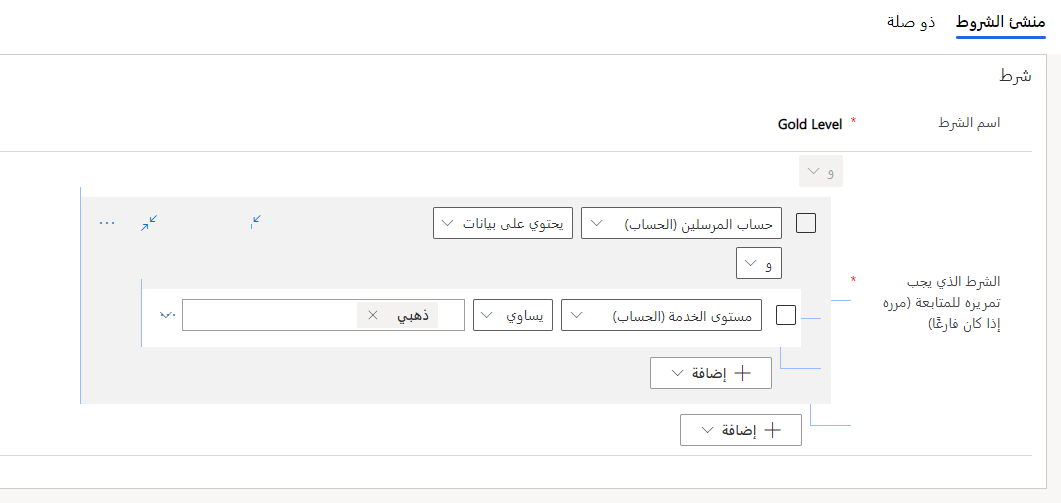 منشئ الشروط ذو صلة
شرط
اسم الشرط * Gold Level
و
حساب المرسلين (الحساب) يحتوي على بيانات ...
و
الشرط الذي يجب تمريره للمتابعة (مرره إذا كان فارغًا) *
مستوى الخدمة (الحساب) يساوي ذهبي
إضافة
إضافة